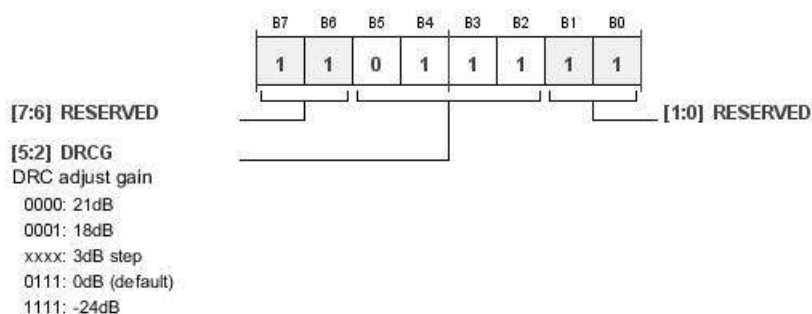 B7 B6 B5 B4 B3 B2 B1 B0
1 1 0 1 1 1 1 1
[7:6] RESERVED
[1:0] RESERVED
[5:2] DRCG
DRC adjust gain
0000: 21dB
0001: 18dB
xxxx: 3dB step
0111: 0dB (default)
1111: -24dB